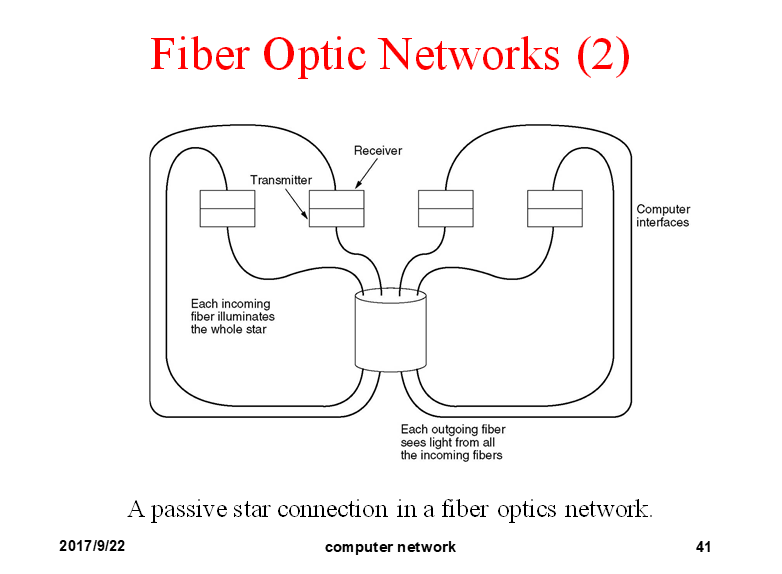 Fiber Optic Networks (2)
Receiver
Transmitter
Computer
interfaces
Each incoming
fiber illuminates
the whole star
Each outgoing fiber
sees light from all
the incoming fibers
A passive star connection in a fiber optics network.
2017/9/22
computer network
41